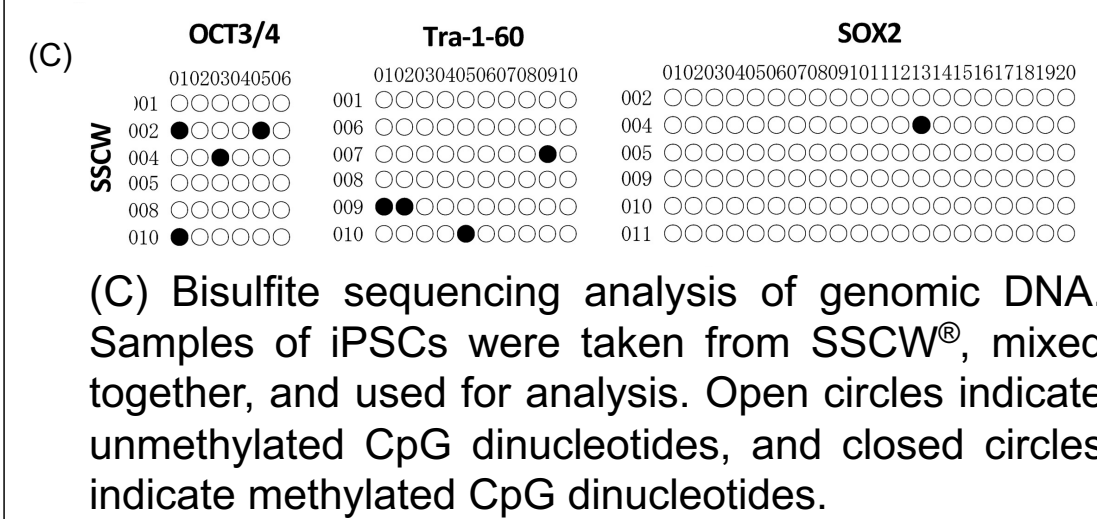 (C)
OCT3/4 Tra-1-60 SOX2
010203040506 01020304050607080910 0102030405060708091011121314151617181920
SSCW
001 001 002
002 006 004
004 007 005
005 008 009
008 009 010
010 010 011
(C) Bisulfite sequencing analysis of genomic DNA.
Samples of iPSCs were taken from SSCW®, mixed
together, and used for analysis. Open circles indicate
unmethylated CpG dinucleotides, and closed circles
indicate methylated CpG dinucleotides.